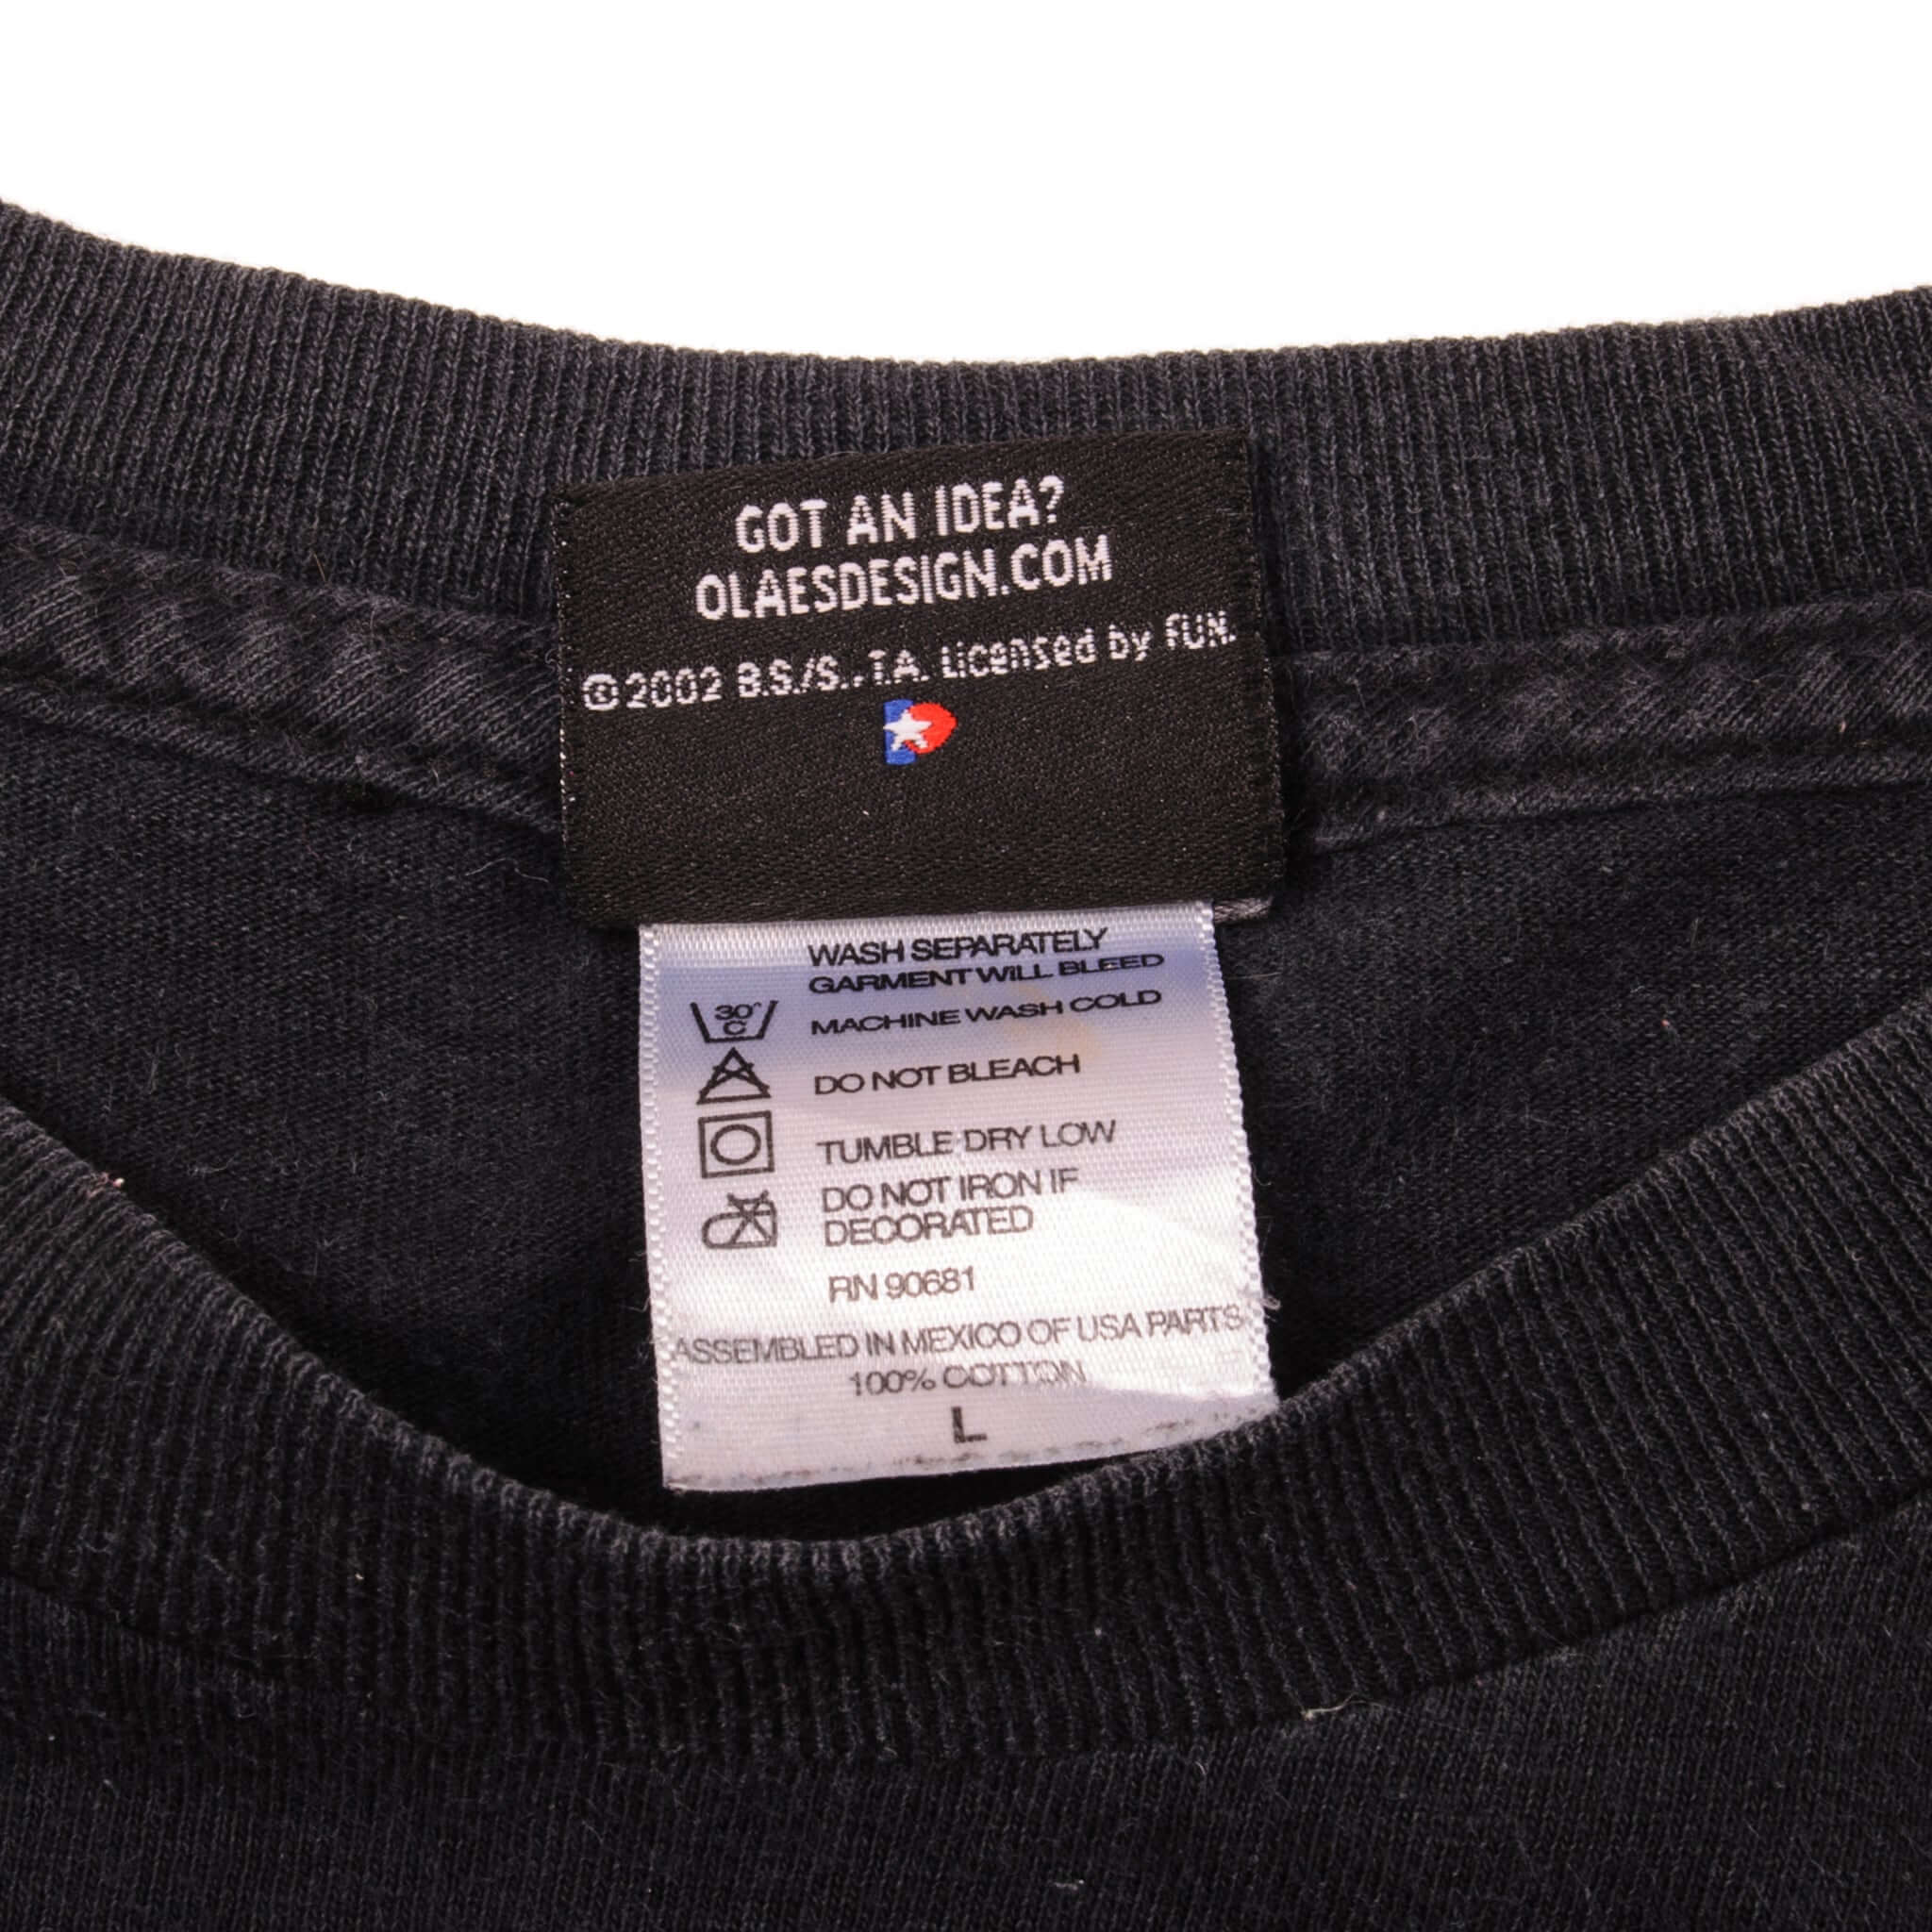 GOT AN IDEA?
OLAESDESIGN.COM
©2002 B.S./S..TA. Licensed by FUN.
WASH SEPARATELY
GARMENT WILL BLEED
30°
C
MACHINE WASH COLD
DO NOT BLEACH
TUMBLE DRY LOW
DO NOT IRON IF
DECORATED
RN 90681
ASSEMBLED IN MEXICO OF USA PARTS
100% COTTON
L